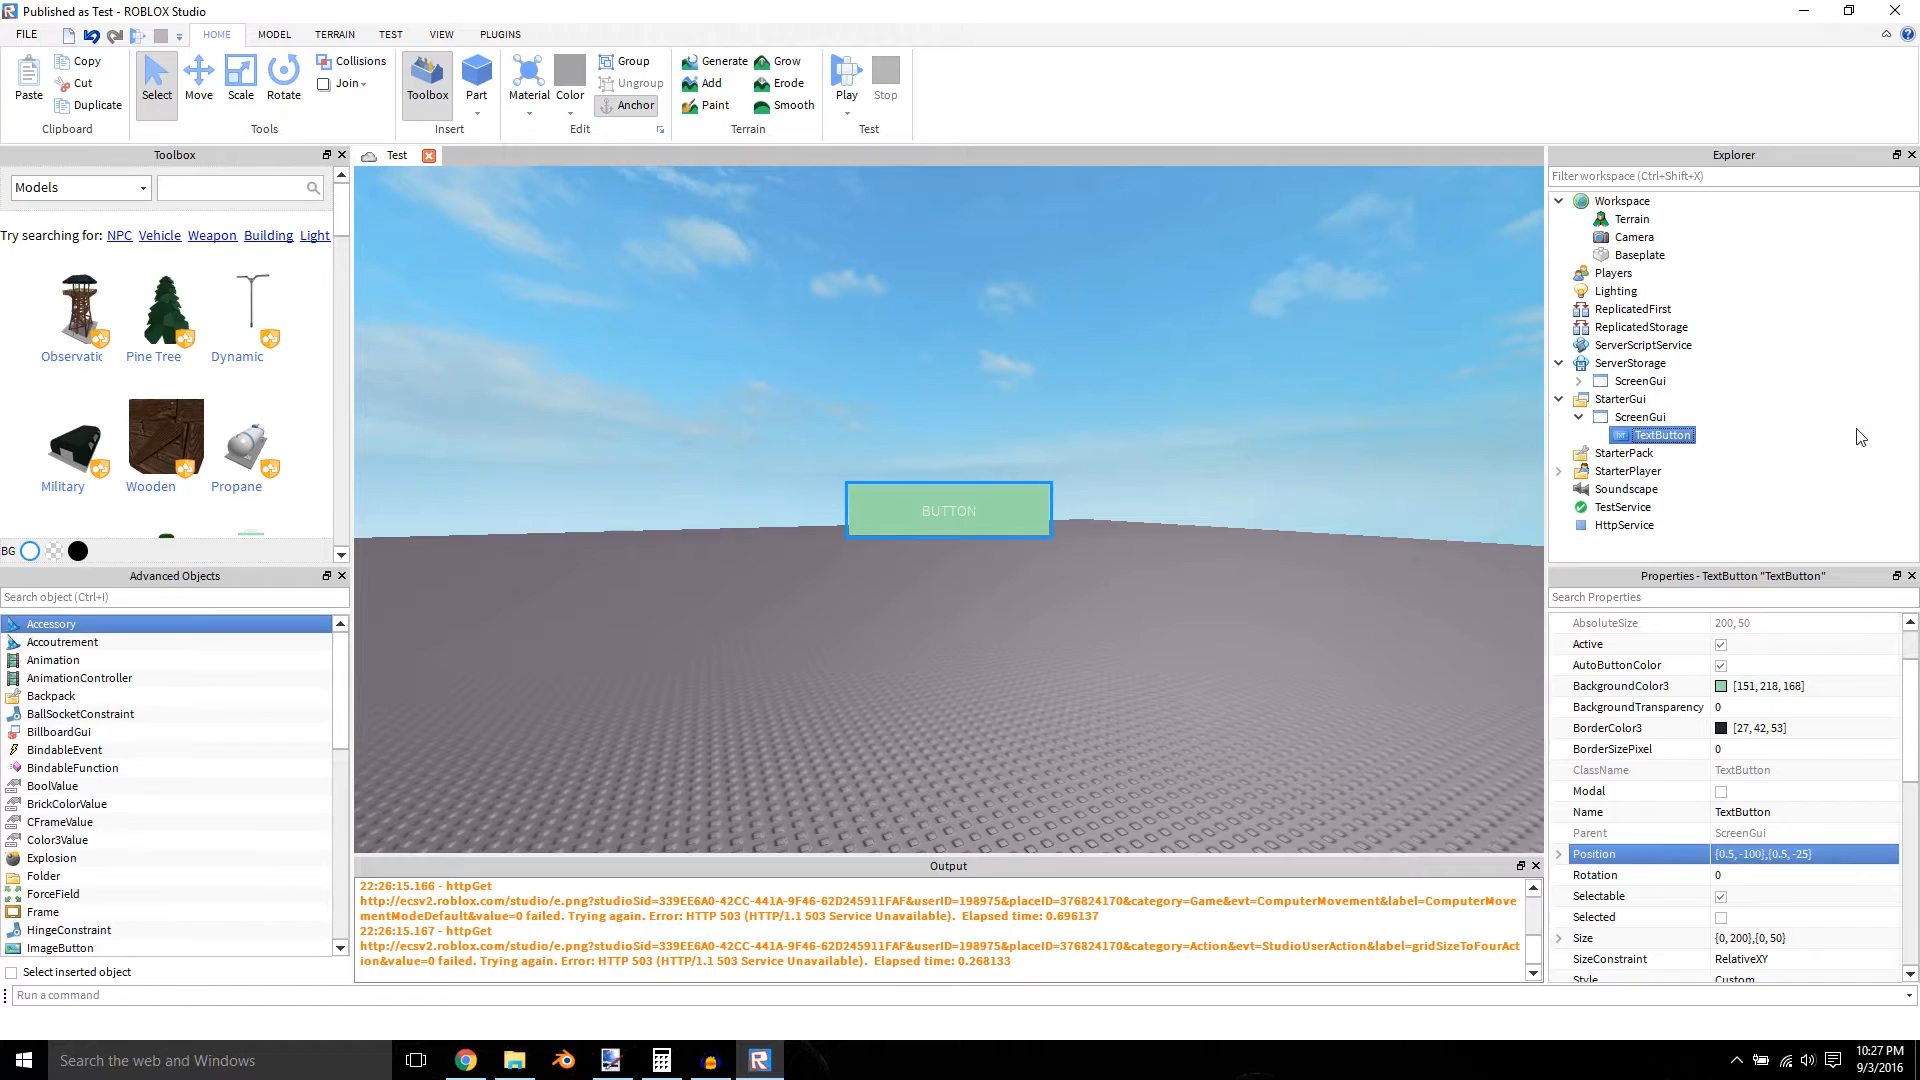 Published as Test - ROBLOX Studio
FILE HOME MODEL TERRAIN TEST VIEW PLUGINS
Paste
Copy
Cut
Duplicate
Clipboard
Select Move Scale Rotate
Collisions
Join
Tools
Toolbox Part
Insert
Material Color
Group
Ungroup
Anchor
Edit
Generate Grow
Add Erode
Paint Smooth
Terrain
Play Stop
Test
Toolbox
Models
Try searching for: NPC Vehicle Weapon Building Light
Observatic Pine Tree Dynamic
Military Wooden Propane
BG
Advanced Objects
Search object (Ctrl+I)
Accessory
Accoutrement
Animation
AnimationController
Backpack
BallSocketConstraint
BillboardGui
BindableEvent
BindableFunction
BoolValue
BrickColorValue
CFrameValue
Color3Value
Explosion
Folder
ForceField
Frame
HingeConstraint
ImageButton
Select inserted object
Run a command
Test
BUTTON
Output
22:26:15.166 - httpGet
http://ecsv2.roblox.com/studio/e.png?studioSid=339EE6A0-42CC-441A-9F46-62D245911FAF&userID=198975&placeID=376824170&category=Game&evt=ComputerMovement&label=ComputerMove
mentModeDefault&value=0 failed. Trying again. Error: HTTP 503 (HTTP/1.1 503 Service Unavailable). Elapsed time: 0.696137
22:26:15.167 - httpGet
http://ecsv2.roblox.com/studio/e.png?studioSid=339EE6A0-42CC-441A-9F46-62D245911FAF&userID=198975&placeID=376824170&category=Action&evt=StudioUserAction&label=gridSizeToFourAct
ion&value=0 failed. Trying again. Error: HTTP 503 (HTTP/1.1 503 Service Unavailable). Elapsed time: 0.268133
Explorer
Filter workspace (Ctrl+Shift+X)
Workspace
Terrain
Camera
Baseplate
Players
Lighting
ReplicatedFirst
ReplicatedStorage
ServerScriptService
ServerStorage
ScreenGui
StarterGui
ScreenGui
TextButton
StarterPack
StarterPlayer
Soundscape
TestService
HttpService
Properties - TextButton "TextButton"
Search Properties
AbsoluteSize 200, 50
Active
AutoButtonColor
BackgroundColor3 [151, 218, 168]
BackgroundTransparency 0
BorderColor3 [27, 42, 53]
BorderSizePixel 0
ClassName TextButton
Modal
Name TextButton
Parent ScreenGui
Position {0.5, -100},{0.5, -25}
Rotation 0
Selectable
Selected
Size {0, 200},{0, 50}
SizeConstraint RelativeXY
Style Custom
Search the web and Windows
10:27 PM
9/3/2016